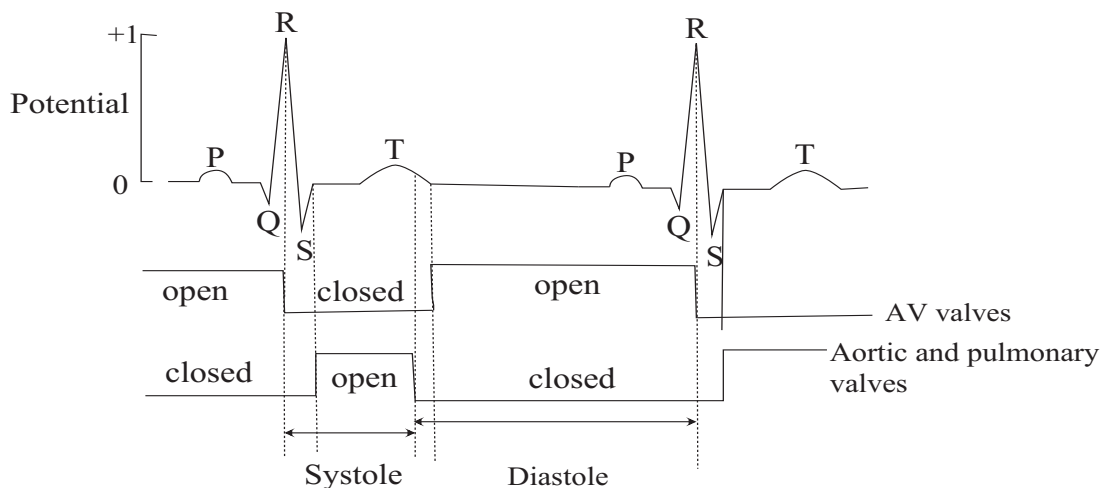 +1
R
R
Potential
P
T
P
T
0
Q
S
Q
S
open
closed
open
AV valves
closed
open
closed
Aortic and pulmonary
valves
Systole
Diastole